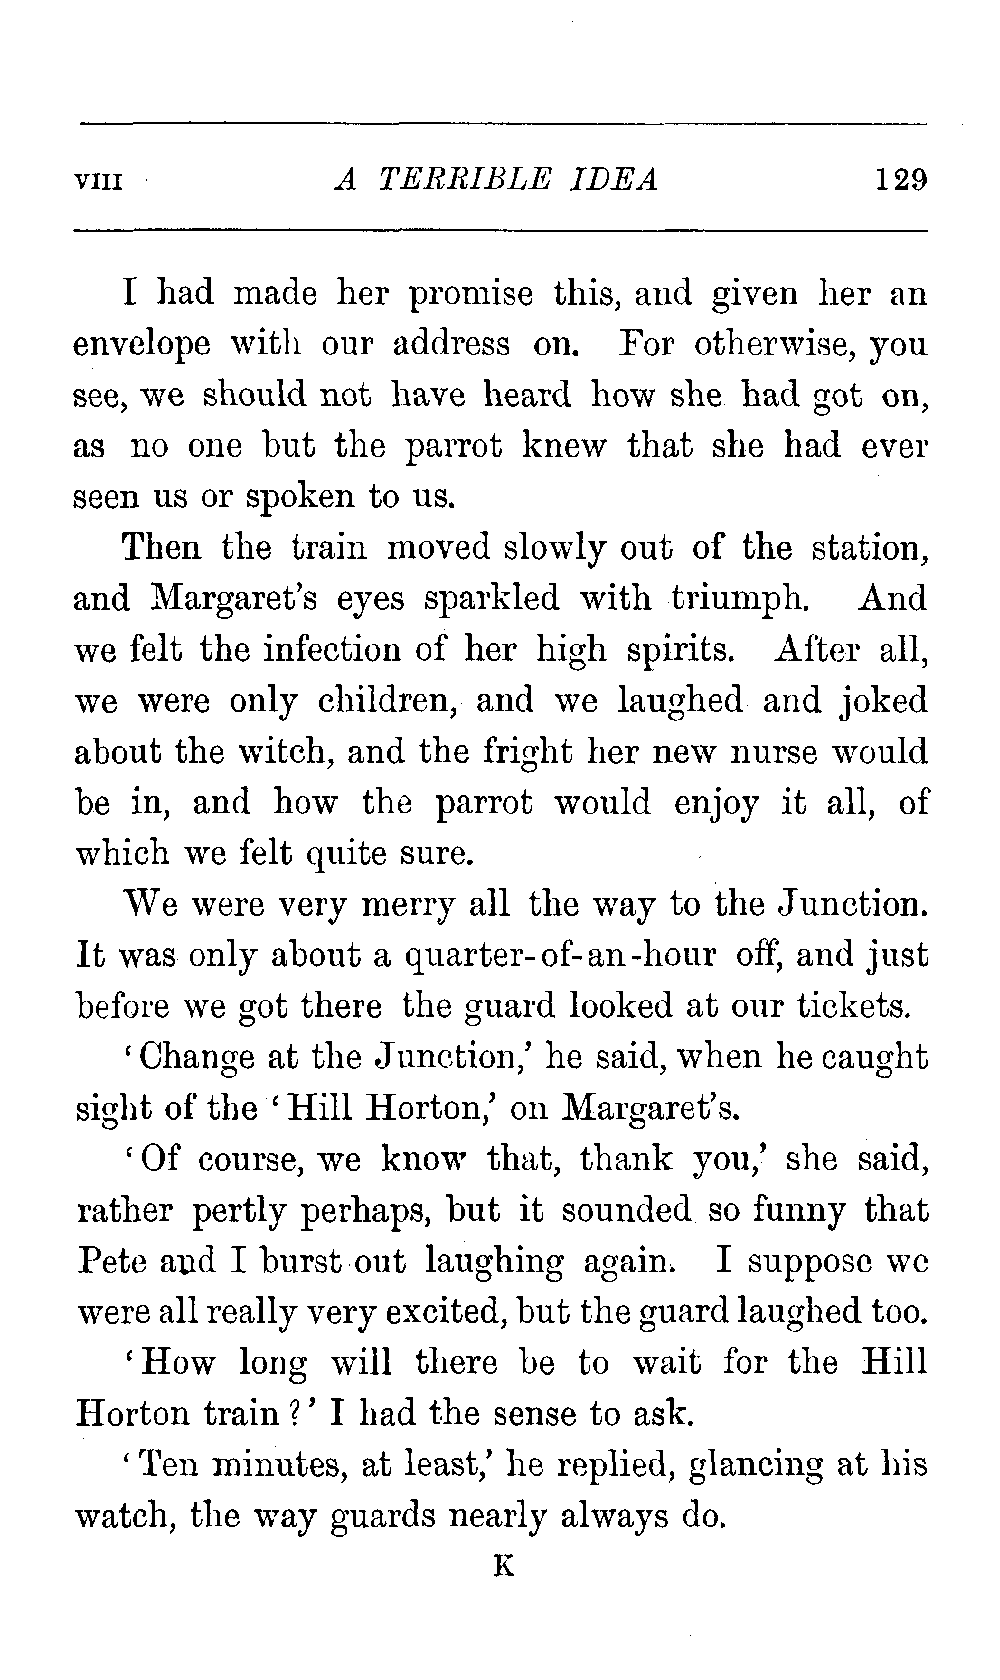 VIII A TERRIBLE IDEA 129
I had made her promise this, and given her an
envelope with our address on. For otherwise, you
see, we should not have heard how she had got on,
as no one but the parrot knew that she had ever
seen us or spoken to us.
Then the train moved slowly out of the station,
and Margaret's eyes sparkled with triumph. And
we felt the infection of her high spirits. After all,
we were only children, and we laughed and joked
about the witch, and the fright her new nurse would
be in, and how the parrot would enjoy it all, of
which we felt quite sure.
We were very merry all the way to the Junction.
It was only about a quarter-of-an-hour off, and just
before we got there the guard looked at our tickets.
‘Change at the Junction,’ he said, when he caught
sight of the ‘Hill Horton,’ on Margaret's.
‘Of course, we know that, thank you,’ she said,
rather pertly perhaps, but it sounded so funny that
Pete and I burst out laughing again. I suppose we
were all really very excited, but the guard laughed too.
‘How long will there be to wait for the Hill
Horton train?’ I had the sense to ask.
‘Ten minutes, at least,’ he replied, glancing at his
watch, the way guards nearly always do.
K